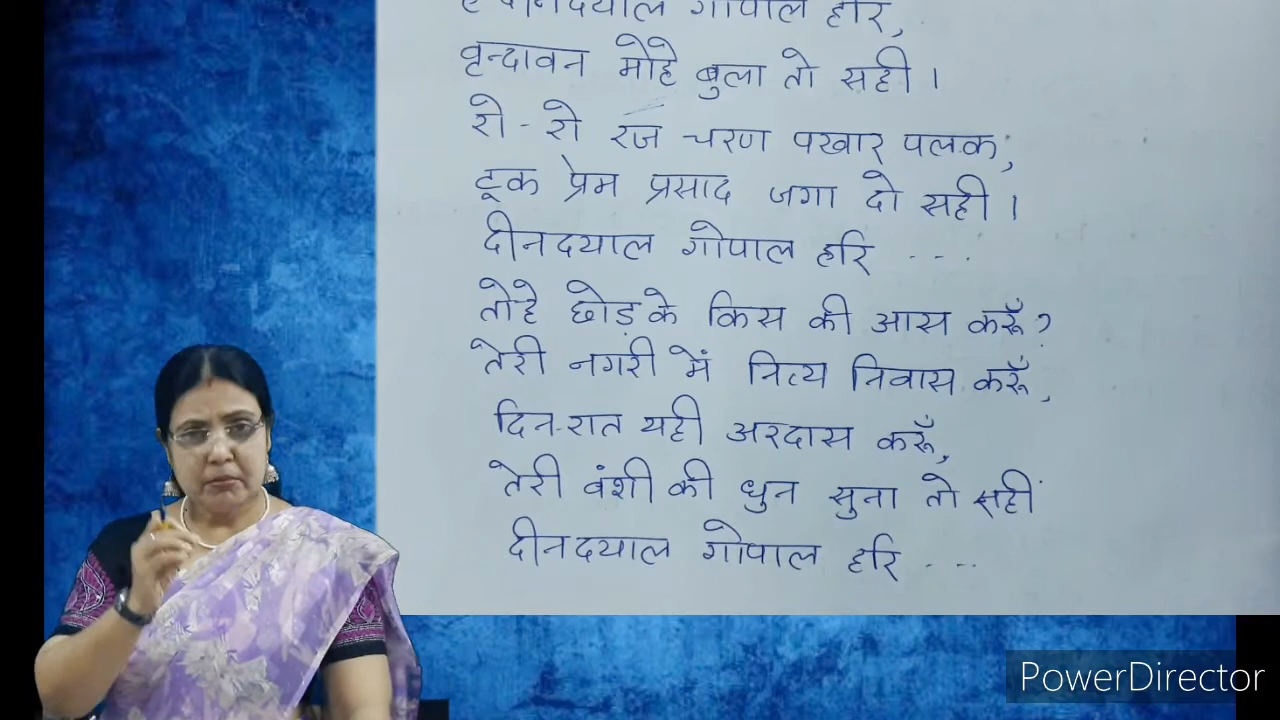 हे दीनदयाल गोपाल हरि,
वृन्दावन मोहे बुला तो सही ।
रो - रो रज चरण पखार् पलक,
टूक प्रेम प्रसाद जगा दो सही ।
दीनदयाल गोपाल हरि ---.
तोहे छोड़ के किस की आस करूँ ?
तेरी नगरी में नित्य निवास करूँ,
दिन-रात यही अरदास करूँ,
तेरी वंशी की धुन सुना तो सही
दीनदयाल गोपाल हरि ---
PowerDirector